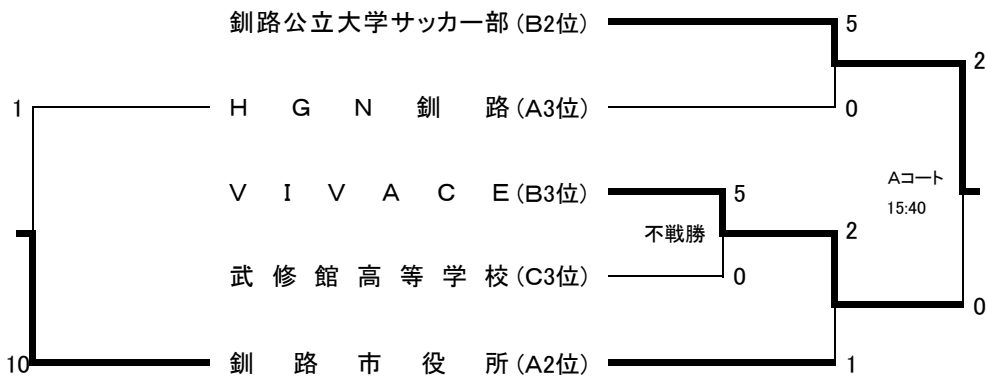 釧路公立大学サッカー部 (B2位)
5
2
1
H G N 釧 路 (A3位)
0
Aコート
15:40
V I V A C E (B3位)
5
不戦勝
2
武 修 館 高 等 学 校 (C3位)
0
0
10
釧 路 市 役 所 (A2位)
1